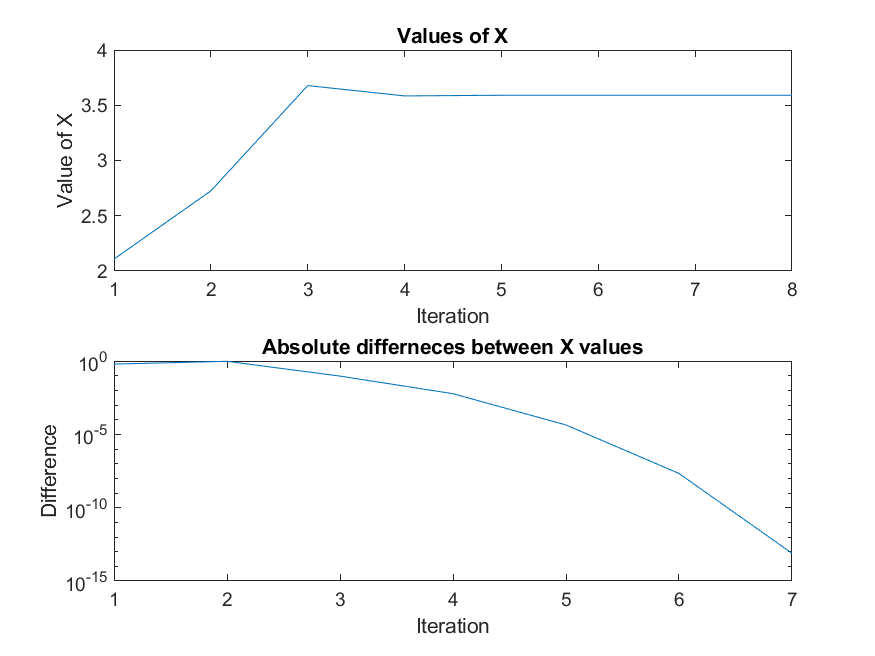 Values of X
4
3.5
3
2.5
2
Value of X
1 2 3 4 5 6 7 8
Iteration
Absolute differneces between X values
10^0
10^-5
10^-10
10^-15
Difference
1 2 3 4 5 6 7
Iteration